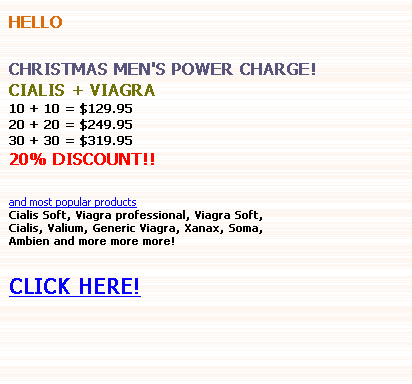 HELLO
CHRISTMAS MEN'S POWER CHARGE!
CIALIS + VIAGRA
10 + 10 = $129.95
20 + 20 = $249.95
30 + 30 = $319.95
20% DISCOUNT!!
and most popular products
Cialis Soft, Viagra professional, Viagra Soft,
Cialis, Valium, Generic Viagra, Xanax, Soma,
Ambien and more more more!
CLICK HERE!